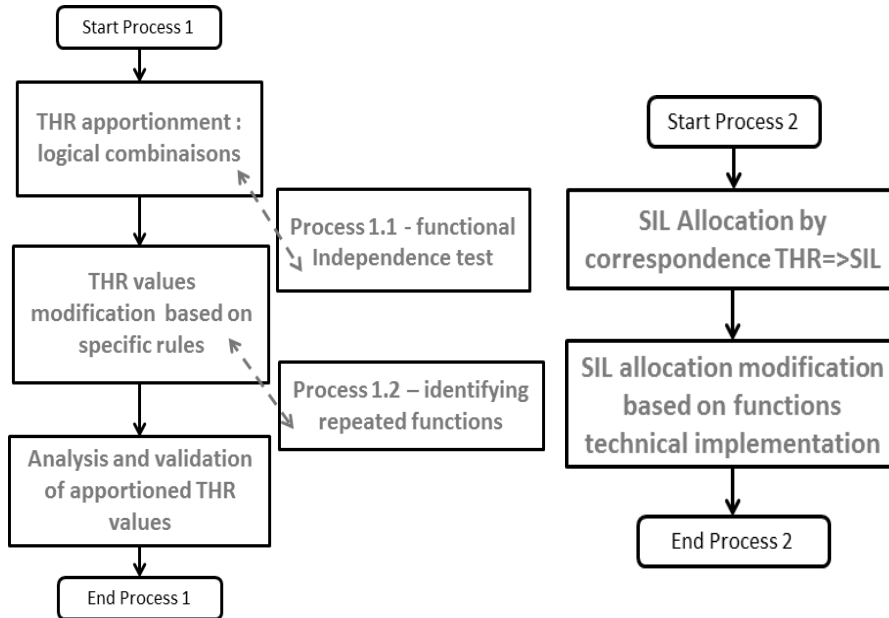 Start Process 1
THR apportionment :
logical combinaisons
Process 1.1 - functional
Independence test
THR values
modification based on
specific rules
Process 1.2 – identifying
repeated functions
Analysis and validation
of apportioned THR
values
End Process 1
Start Process 2
SIL Allocation by
correspondence THR=>SIL
SIL allocation modification
based on functions
technical implementation
End Process 2